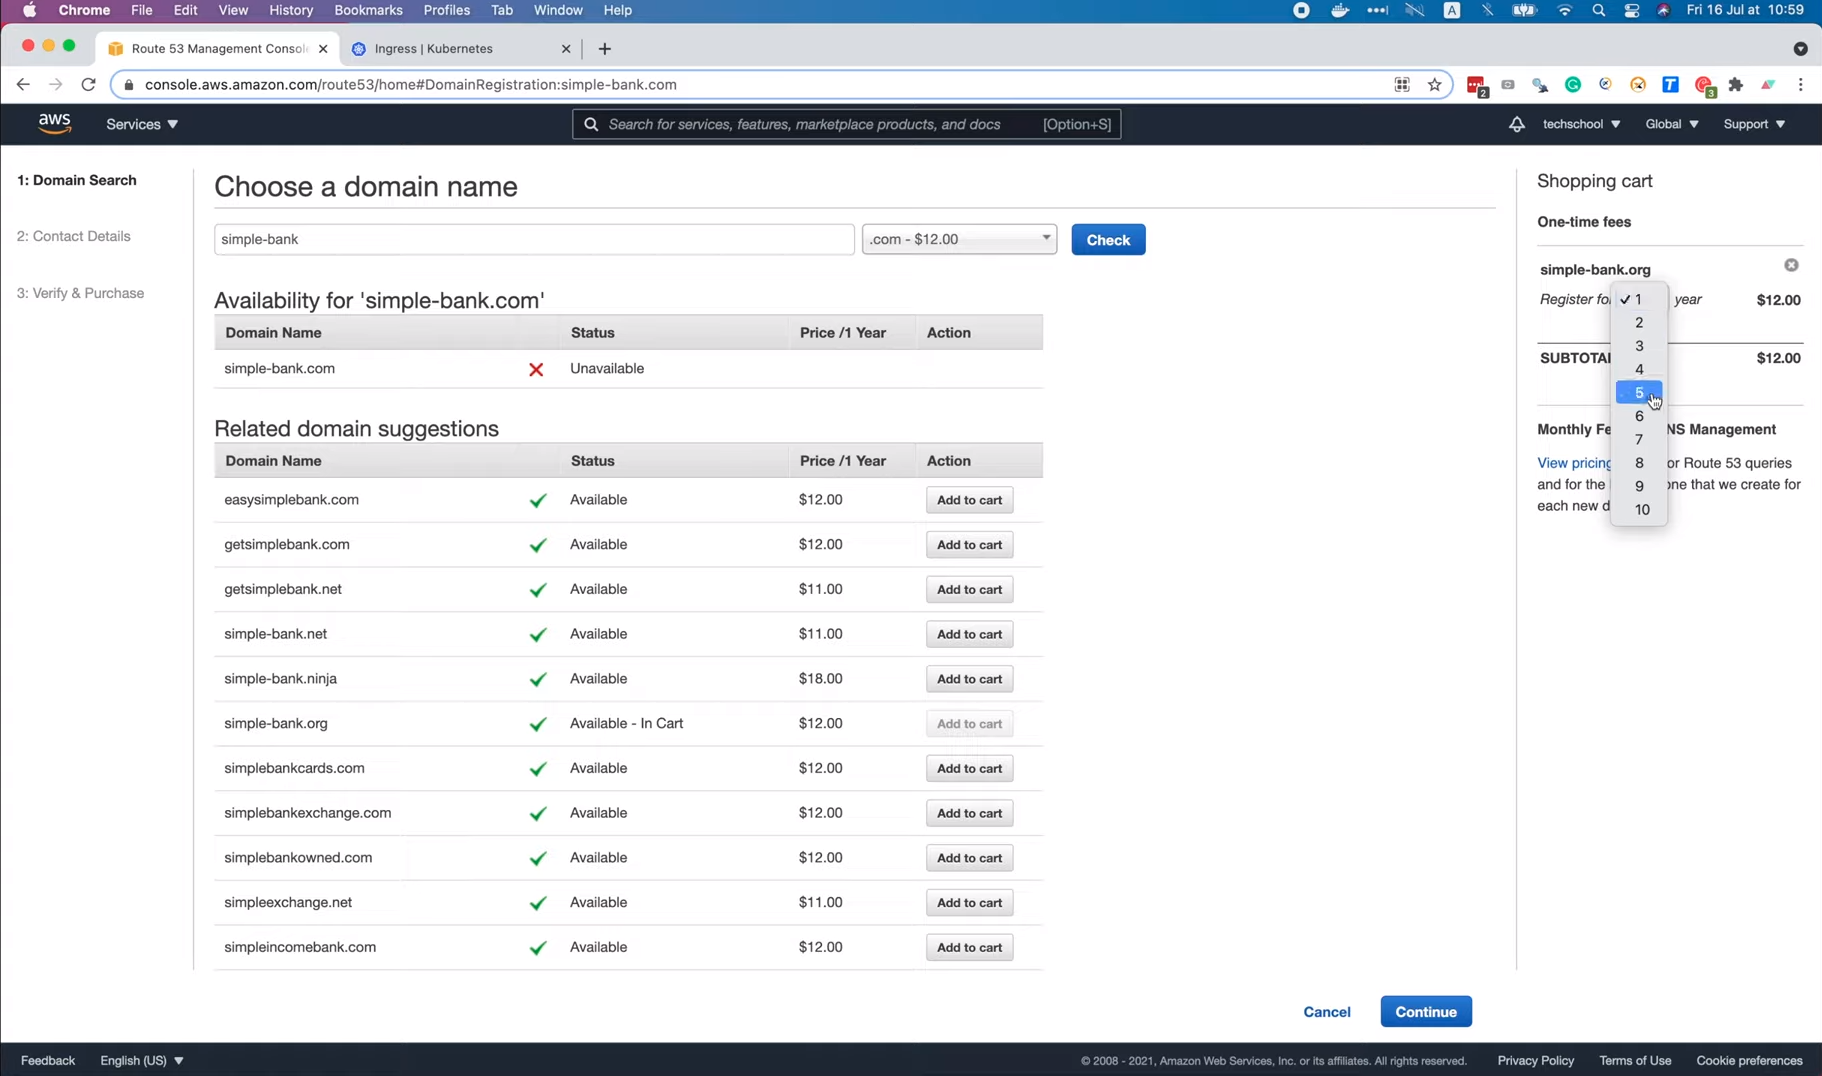 Chrome File Edit View History Bookmarks Profiles Tab Window Help A Fri 16 Jul at 10:59
Route 53 Management Consol Ingress | Kubernetes
console.aws.amazon.com/route53/home#DomainRegistration:simple-bank.com 2 T 3
aws Services Search for services, features, marketplace products, and docs [Option+S] techschool Global Support
1: Domain Search
2: Contact Details
3: Verify & Purchase
Choose a domain name
simple-bank .com - $12.00 Check
Availability for 'simple-bank.com'
Domain Name Status Price /1 Year Action
simple-bank.com Unavailable
Related domain suggestions
Domain Name Status Price /1 Year Action
easysimplebank.com Available $12.00 Add to cart
getsimplebank.com Available $12.00 Add to cart
getsimplebank.net Available $11.00 Add to cart
simple-bank.net Available $11.00 Add to cart
simple-bank.ninja Available $18.00 Add to cart
simple-bank.org Available - In Cart $12.00 Add to cart
simplebankcards.com Available $12.00 Add to cart
simplebankexchange.com Available $12.00 Add to cart
simplebankowned.com Available $12.00 Add to cart
simpleexchange.net Available $11.00 Add to cart
simpleincomebank.com Available $12.00 Add to cart
Cancel Continue
Shopping cart
One-time fees
simple-bank.org
Register for year $12.00
SUBTOTAL $12.00
1
2
3
4
5
6
7
8
9
10
Monthly Fe NS Management
View pricing or Route 53 queries
and for the one that we create for
each new d
Feedback English (US) © 2008 - 2021, Amazon Web Services, Inc. or its affiliates. All rights reserved. Privacy Policy Terms of Use Cookie preferences